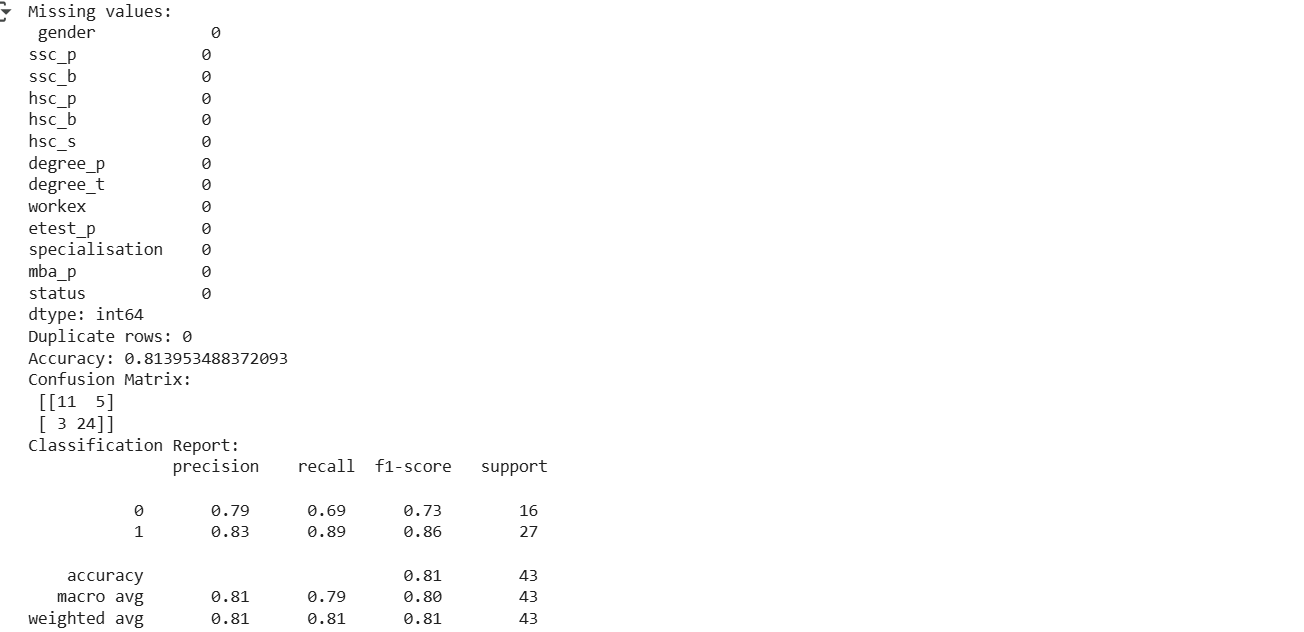 Missing values:
 gender            0
ssc_p             0
ssc_b             0
hsc_p             0
hsc_b             0
hsc_s             0
degree_p          0
degree_t          0
workex            0
etest_p           0
specialisation    0
mba_p             0
status            0
dtype: int64
Duplicate rows: 0
Accuracy: 0.813953488372093
Confusion Matrix:
 [[11  5]
 [ 3 24]]
Classification Report:
               precision    recall  f1-score   support

           0       0.79      0.69      0.73        16
           1       0.83      0.89      0.86        27

    accuracy                           0.81        43
   macro avg       0.81      0.79      0.80        43
weighted avg       0.81      0.81      0.81        43